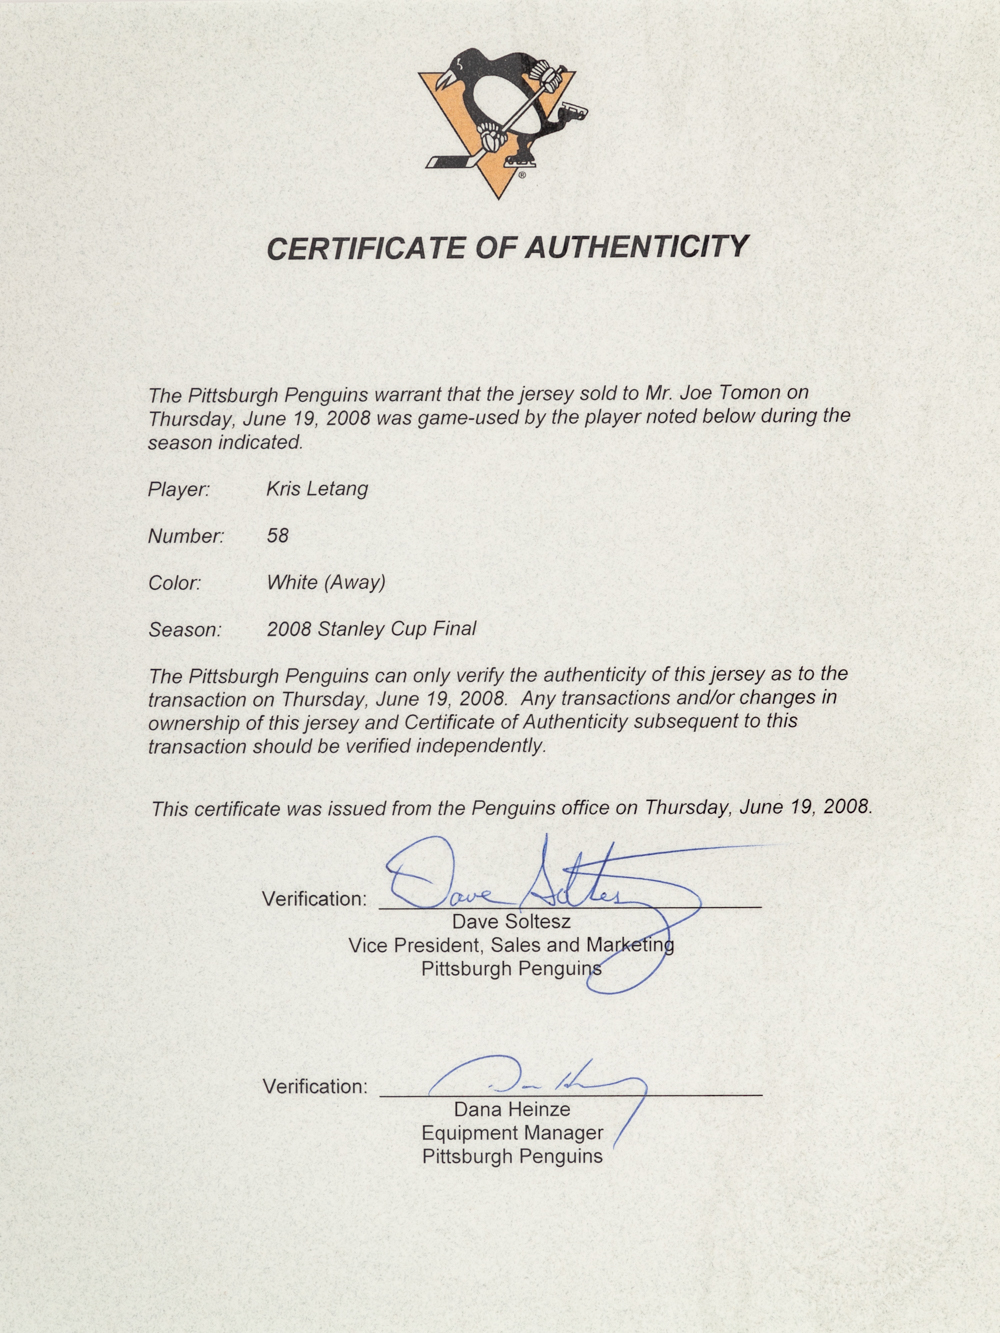 ®
CERTIFICATE OF AUTHENTICITY
The Pittsburgh Penguins warrant that the jersey sold to Mr. Joe Tomon on
Thursday, June 19, 2008 was game-used by the player noted below during the
season indicated.
Player: Kris Letang
Number: 58
Color: White (Away)
Season: 2008 Stanley Cup Final
The Pittsburgh Penguins can only verify the authenticity of this jersey as to the
transaction on Thursday, June 19, 2008. Any transactions and/or changes in
ownership of this jersey and Certificate of Authenticity subsequent to this
transaction should be verified independently.
This certificate was issued from the Penguins office on Thursday, June 19, 2008.
Verification: Dave Soltesz
Dave Soltesz
Vice President, Sales and Marketing
Pittsburgh Penguins
Verification:
Dana Heinze
Equipment Manager
Pittsburgh Penguins